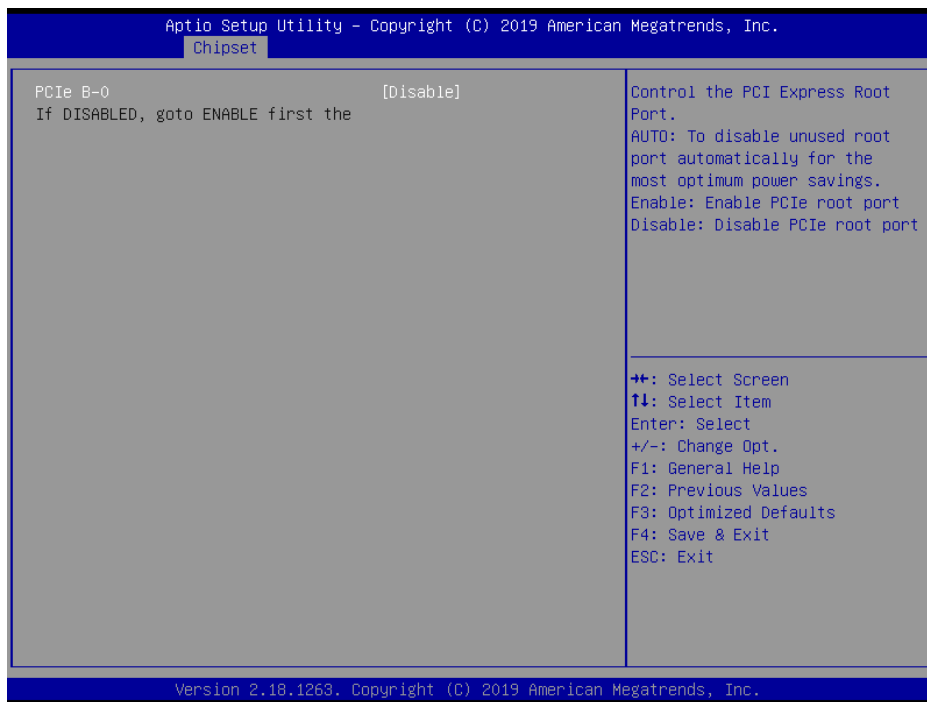 Aptio Setup Utility – Copyright (C) 2019 American Megatrends, Inc.
Chipset
PCIe B-0 [Disable]
If DISABLED, goto ENABLE first the
Control the PCI Express Root
Port.
AUTO: To disable unused root
port automatically for the
most optimum power savings.
Enable: Enable PCIe root port
Disable: Disable PCIe root port
→←: Select Screen
↑↓: Select Item
Enter: Select
+/-: Change Opt.
F1: General Help
F2: Previous Values
F3: Optimized Defaults
F4: Save & Exit
ESC: Exit
Version 2.18.1263. Copyright (C) 2019 American Megatrends, Inc.